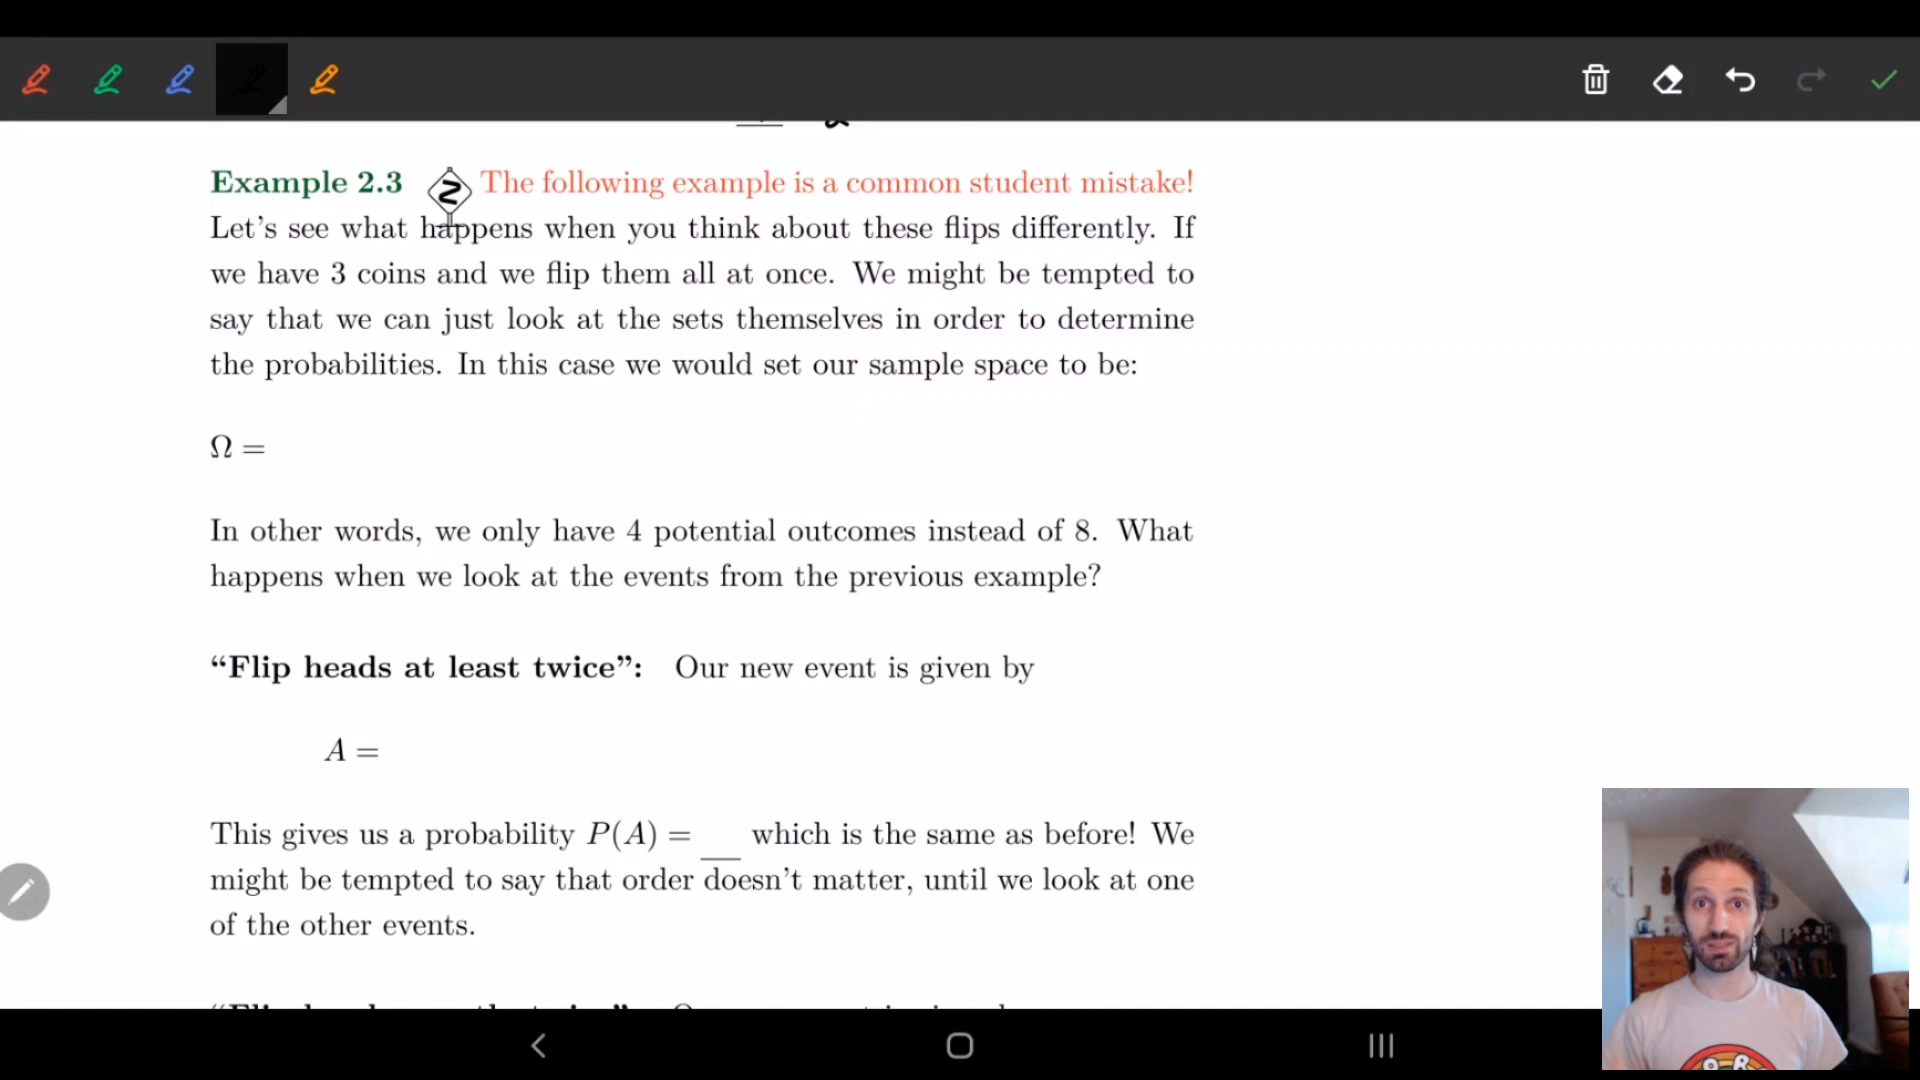 Example 2.3 The following example is a common student mistake!
Let’s see what happens when you think about these flips differently. If
we have 3 coins and we flip them all at once. We might be tempted to
say that we can just look at the sets themselves in order to determine
the probabilities. In this case we would set our sample space to be:
Ω =
In other words, we only have 4 potential outcomes instead of 8. What
happens when we look at the events from the previous example?
“Flip heads at least twice”: Our new event is given by
A =
This gives us a probability P(A) = __ which is the same as before! We
might be tempted to say that order doesn’t matter, until we look at one
of the other events.